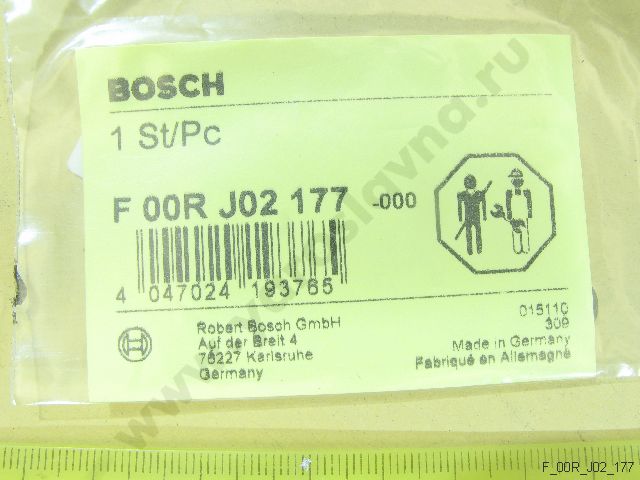 BOSCH
1 St/Pc
F 00R J02 177 -000
4 047024 193765
Robert Bosch GmbH
Auf der Breit 4
76227 Karlsruhe
Germany
015110
309
Made in Germany
Fabriqué en Allemagne
F_00R_J02_177